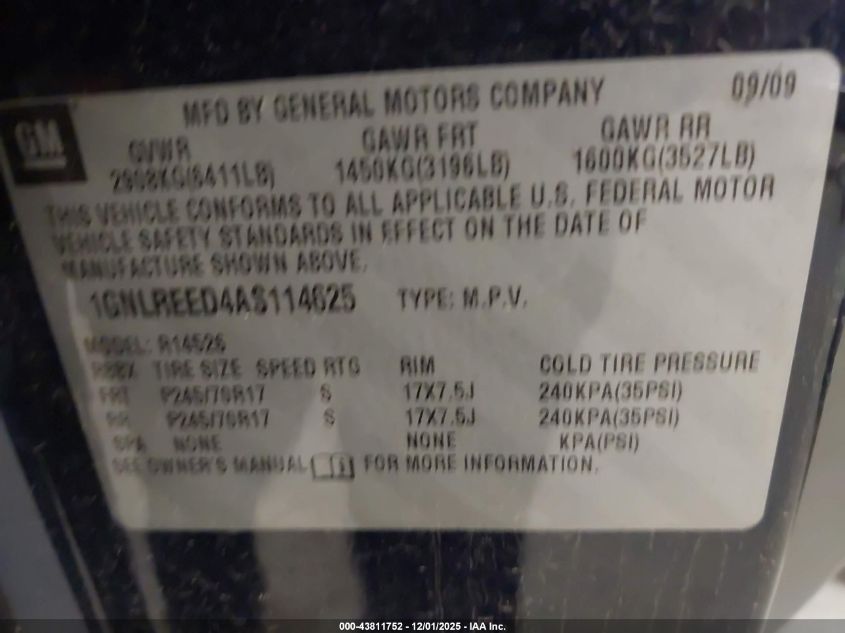 GM
MFD BY GENERAL MOTORS COMPANY 09/09
GVWR GAWR FRT GAWR RR
2908KG(6411LB) 1450KG(3196LB) 1600KG(3527LB)
THIS VEHICLE CONFORMS TO ALL APPLICABLE U.S. FEDERAL MOTOR
VEHICLE SAFETY STANDARDS IN EFFECT ON THE DATE OF
MANUFACTURE SHOWN ABOVE.
1GNLREED4AS114625 TYPE: M.P.V.
MODEL: R14526
TIRE SIZE SPEED RTG RIM COLD TIRE PRESSURE
FRT P245/70R17 S 17X7.5J 240KPA(35PSI)
RR P245/70R17 S 17X7.5J 240KPA(35PSI)
SPA NONE NONE KPA(PSI)
SEE OWNER'S MANUAL FOR MORE INFORMATION.
000-43811752 - 12/01/2025 - IAA Inc.